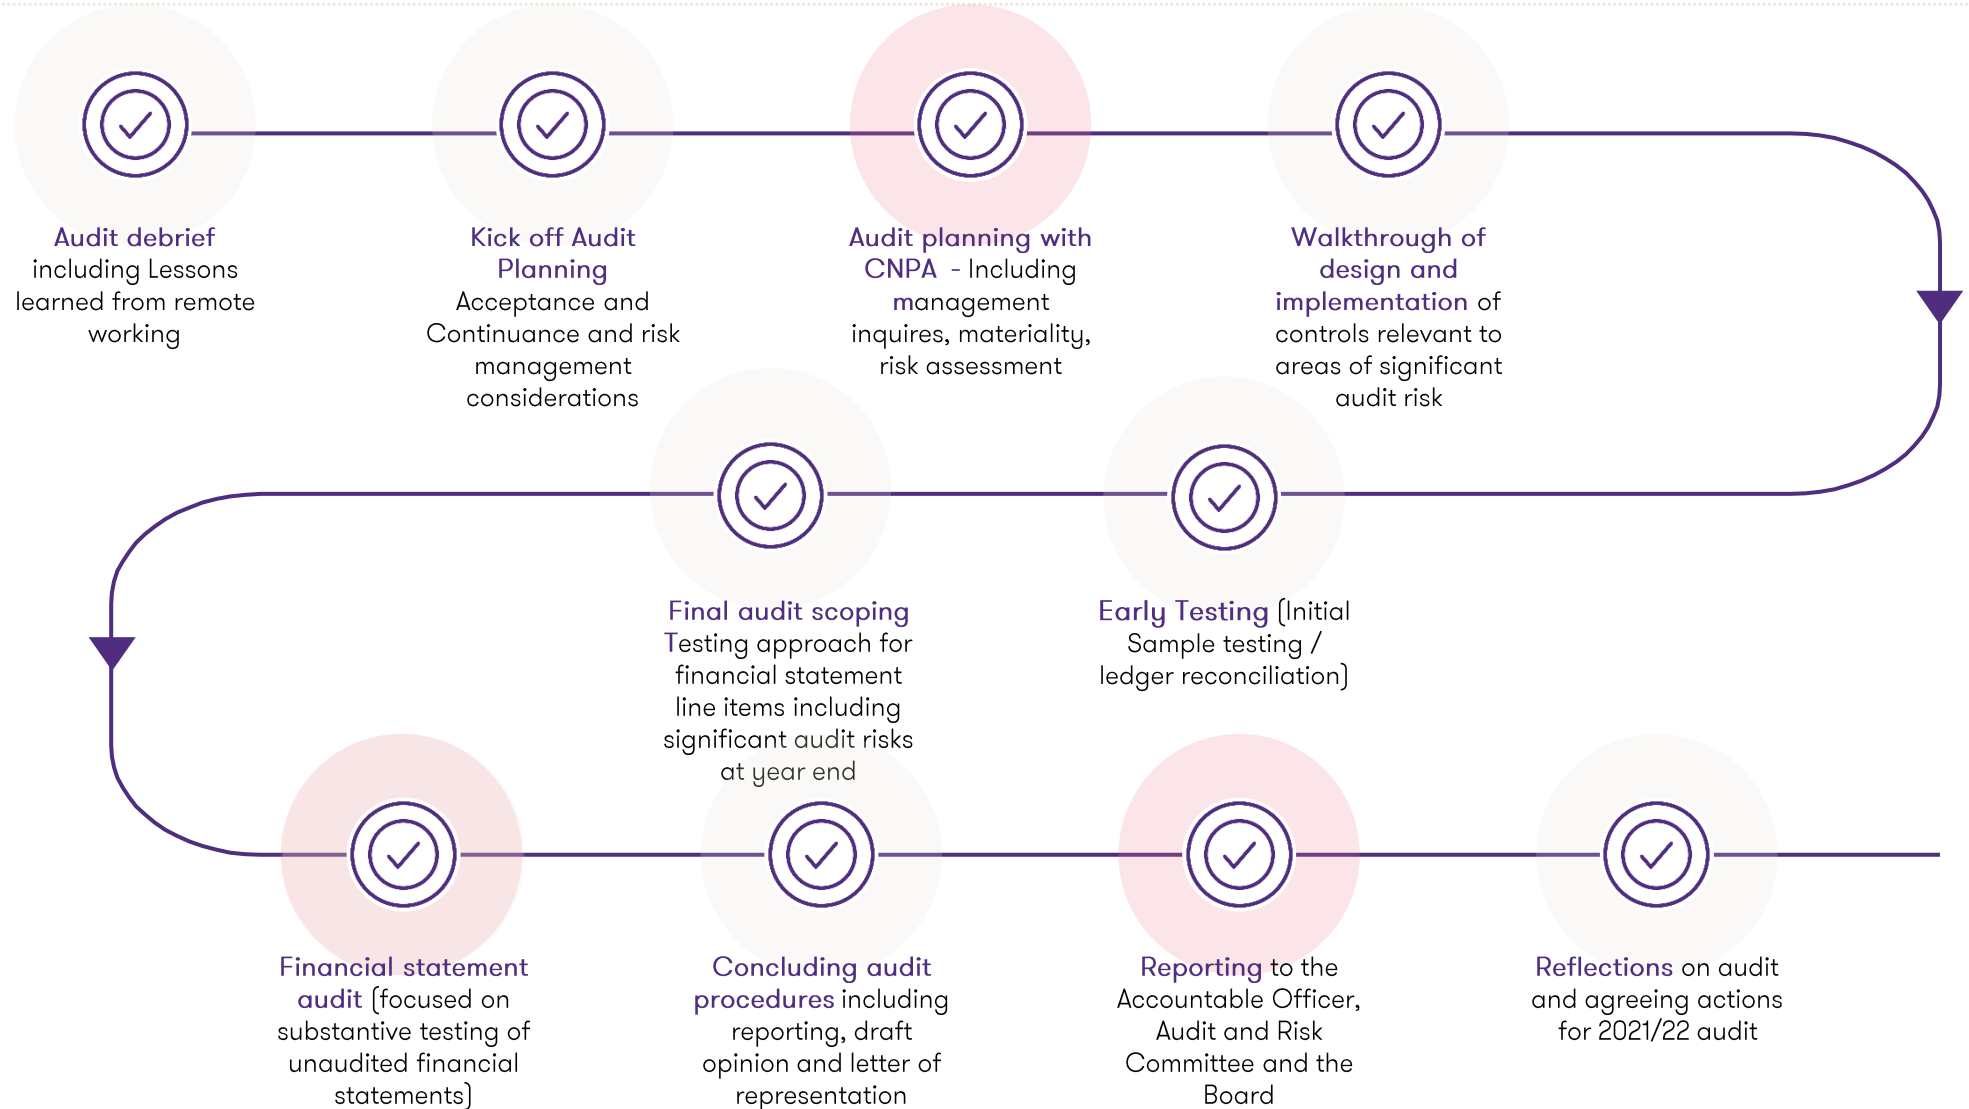 Audit debrief
including Lessons
learned from remote
working
Kick off Audit
Planning
Acceptance and
Continuance and risk
management
considerations
Audit planning with
CNPA - Including
management
inquires, materiality,
risk assessment
Walkthrough of
design and
implementation of
controls relevant to
areas of significant
audit risk
Early Testing (Initial
Sample testing /
ledger reconciliation)
Final audit scoping
Testing approach for
financial statement
line items including
significant audit risks
at year end
Financial statement
audit (focused on
substantive testing of
unaudited financial
statements)
Concluding audit
procedures including
reporting, draft
opinion and letter of
representation
Reporting to the
Accountable Officer,
Audit and Risk
Committee and the
Board
Reflections on audit
and agreeing actions
for 2021/22 audit